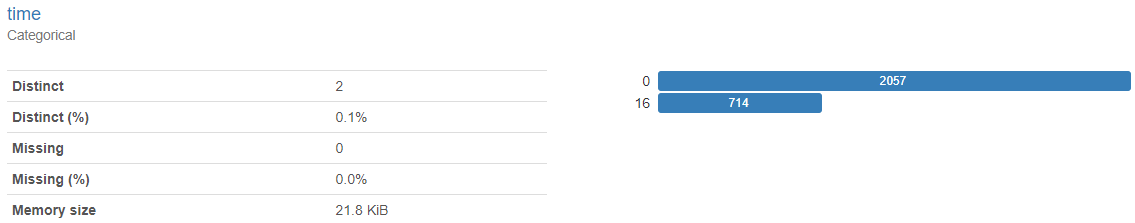 time
Categorical
Distinct 2
Distinct (%) 0.1%
Missing 0
Missing (%) 0.0%
Memory size 21.8 KiB
0 2057
16 714